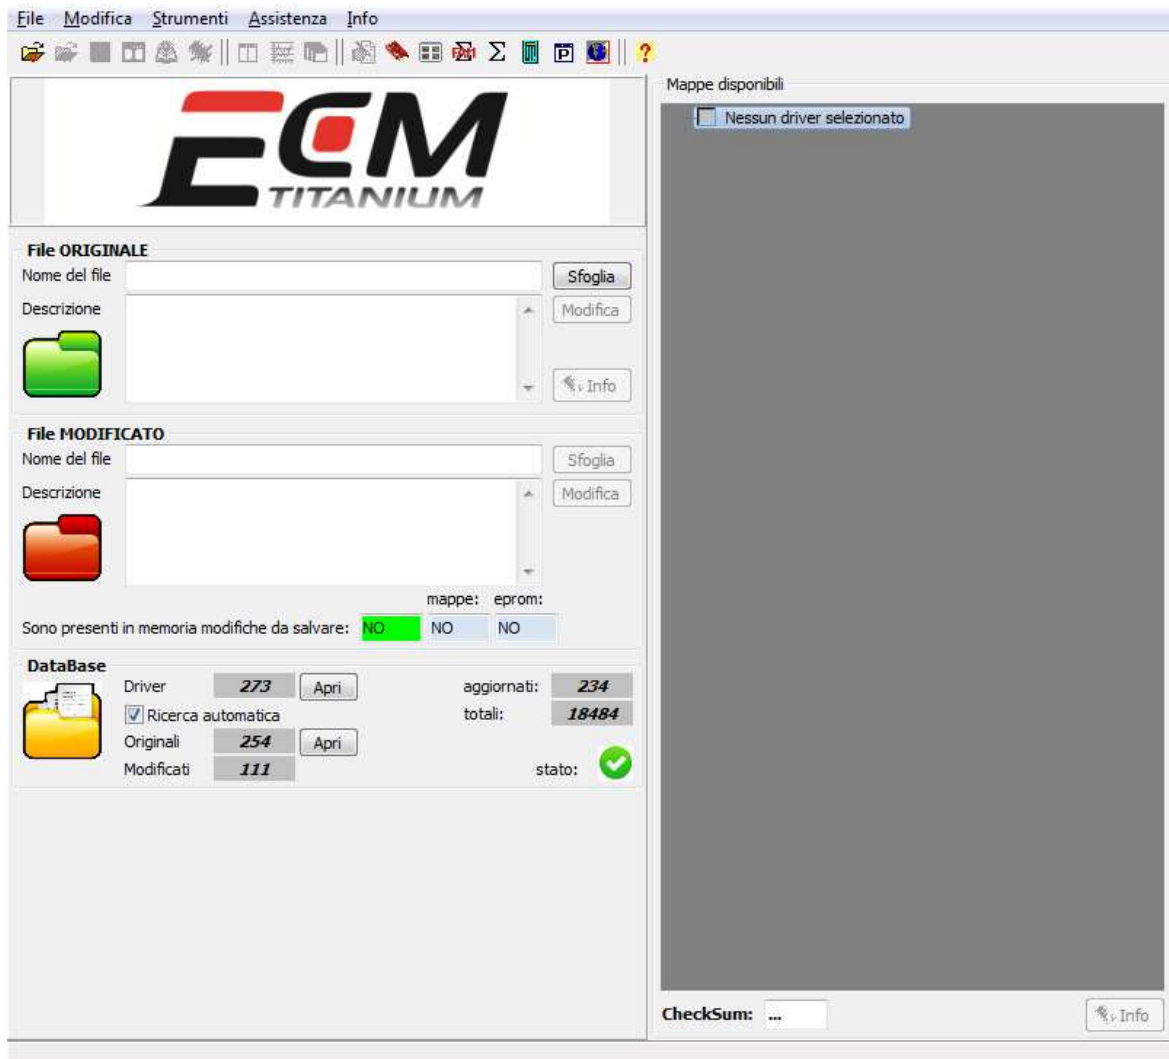 File Modifica Strumenti Assistenza Info
ECM
TITANIUM
File ORIGINALE
Nome del file
Sfoglia
Descrizione
Modifica
Info
File MODIFICATO
Nome del file
Sfoglia
Descrizione
Modifica
mappe: eprom:
Sono presenti in memoria modifiche da salvare: NO NO NO
DataBase
Driver 273 Apri aggiornati: 234
Ricerca automatica totali: 18484
Originali 254 Apri
Modificati 111 stato:
Mappe disponibili
Nessun driver selezionato
CheckSum: ... Info